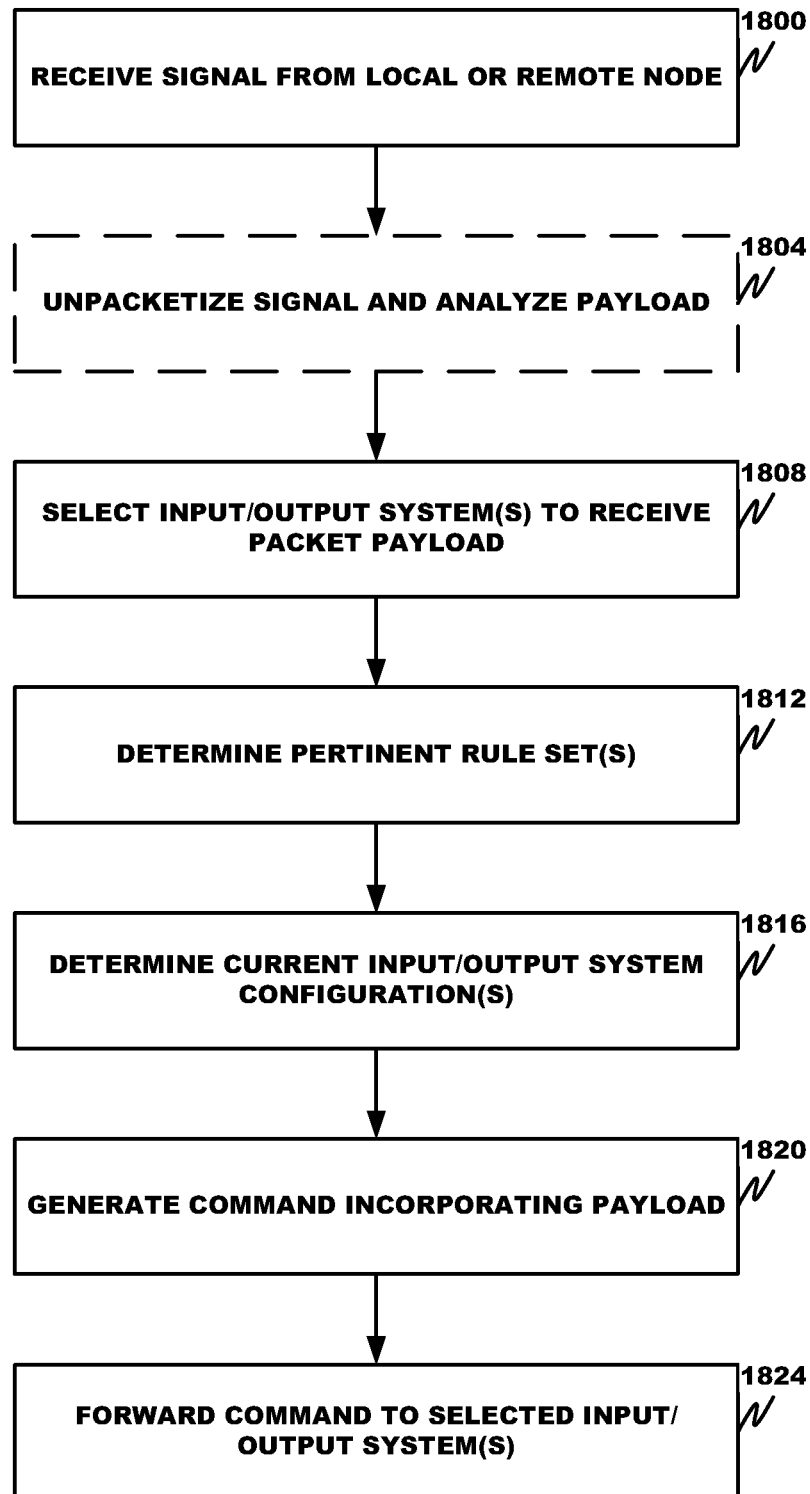 1800
RECEIVE SIGNAL FROM LOCAL OR REMOTE NODE
1804
UNPACKETIZE SIGNAL AND ANALYZE PAYLOAD
1808
SELECT INPUT/OUTPUT SYSTEM(S) TO RECEIVE
PACKET PAYLOAD
1812
DETERMINE PERTINENT RULE SET(S)
1816
DETERMINE CURRENT INPUT/OUTPUT SYSTEM
CONFIGURATION(S)
1820
GENERATE COMMAND INCORPORATING PAYLOAD
1824
FORWARD COMMAND TO SELECTED INPUT/
OUTPUT SYSTEM(S)